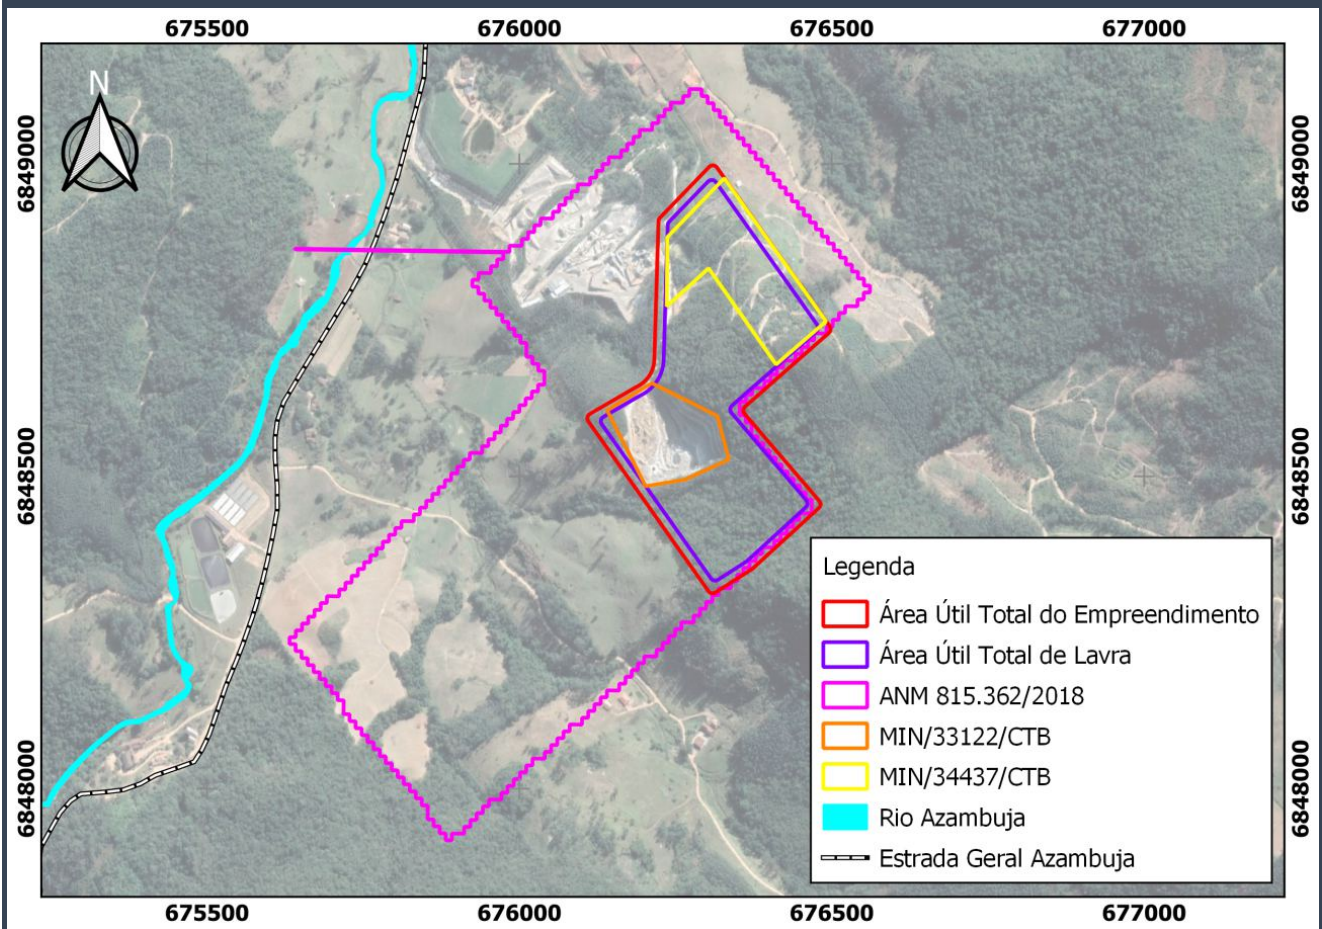 675500 676000 676500 677000
N
6849000 6849000
6848500 6848500
Legenda
Área Útil Total do Empreendimento
Área Útil Total de Lavra
ANM 815.362/2018
MIN/33122/CTB
MIN/34437/CTB
Rio Azambuja
Estrada Geral Azambuja
6848000 6848000
675500 676000 676500 677000